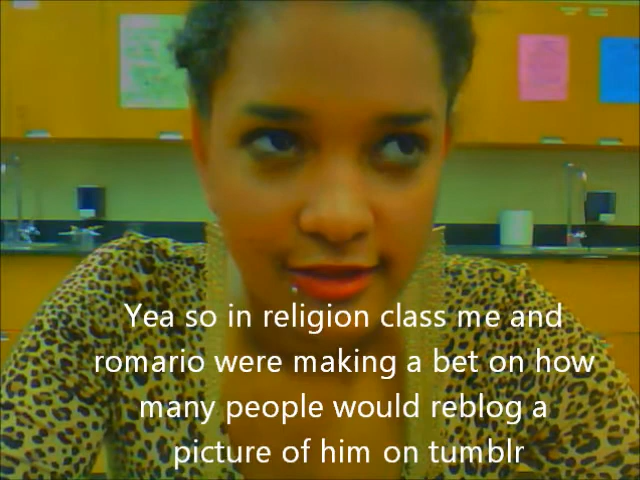 Yea so in religion class me and
romario were making a bet on how
many people would reblog a
picture of him on tumblr